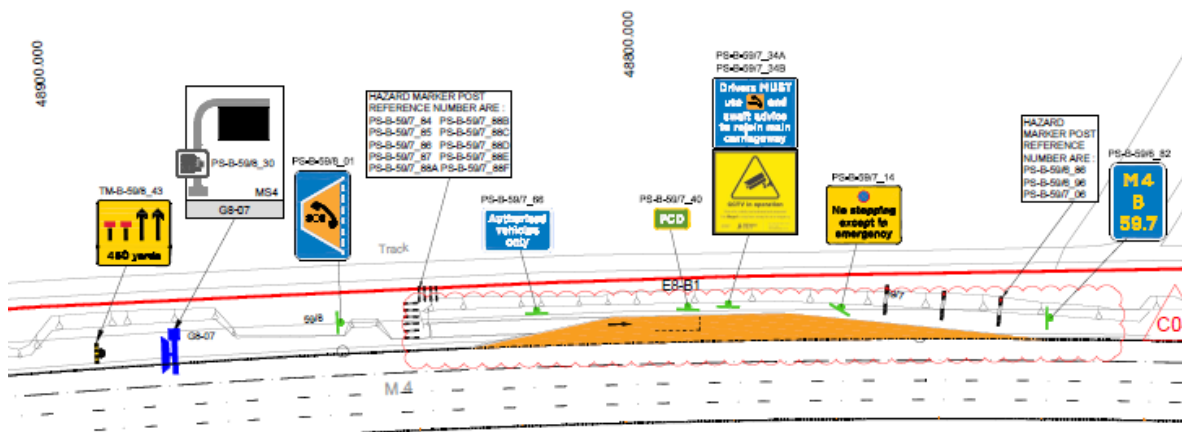 48900.000
48800.000
PS-B-59/7_34A
PS-B-59/7_34B
Drivers MUST
use and
await advice
to rejoin main
carriageway
HAZARD MARKER POST
REFERENCE NUMBER ARE :
PS-B-59/7_84 PS-B-59/7_88B
PS-B-59/7_85 PS-B-59/7_88C
PS-B-59/7_86 PS-B-59/7_88D
PS-B-59/7_87 PS-B-59/7_88E
PS-B-59/7_88A PS-B-59/7_88F
HAZARD
MARKER POST
REFERENCE
NUMBER ARE :
PS-B-59/6_86
PS-B-59/6_96
PS-B-59/7_06
PS-B-59/8_30
MS4
G8-07
PS-B-59/8_01
SOS
TM-B-59/8_43
450 yards
PS-B-59/7_66
Authorised
vehicles
only
PS-B-59/7_40
FCD
CCTV in operation
PS-B-59/7_14
No stopping
except in
emergency
PS-B-59/6_82
M4
B
59.7
Track
E8-B1
59/8
59/7
G8-07
M 4
C0